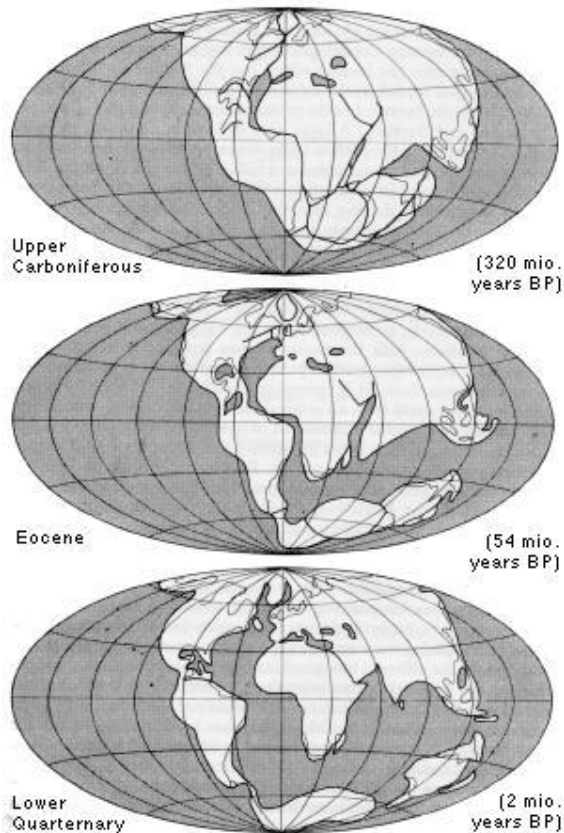 Upper
Carboniferous
(320 mio.
years BP)
Eocene
(54 mio.
years BP)
Lower
Quarternary
(2 mio.
years BP)